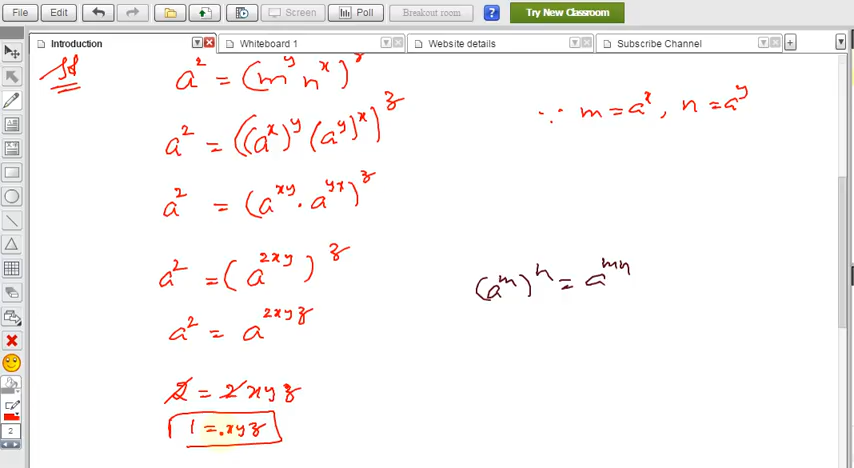 File Edit Screen Poll Breakout room ? Try New Classroom
Introduction Whiteboard 1 Website details Subscribe Channel
a² = (m^y n^x)^z
∵ m = a^x, n = a^y
a² = ((a^x)^y (a^y)^x)^z
a² = (a^xy · a^yx)^z
a² = (a^2xy)^z
(a^m)^n = a^mn
a² = a^2xyz
2 = 2xyz
1 = xyz
2